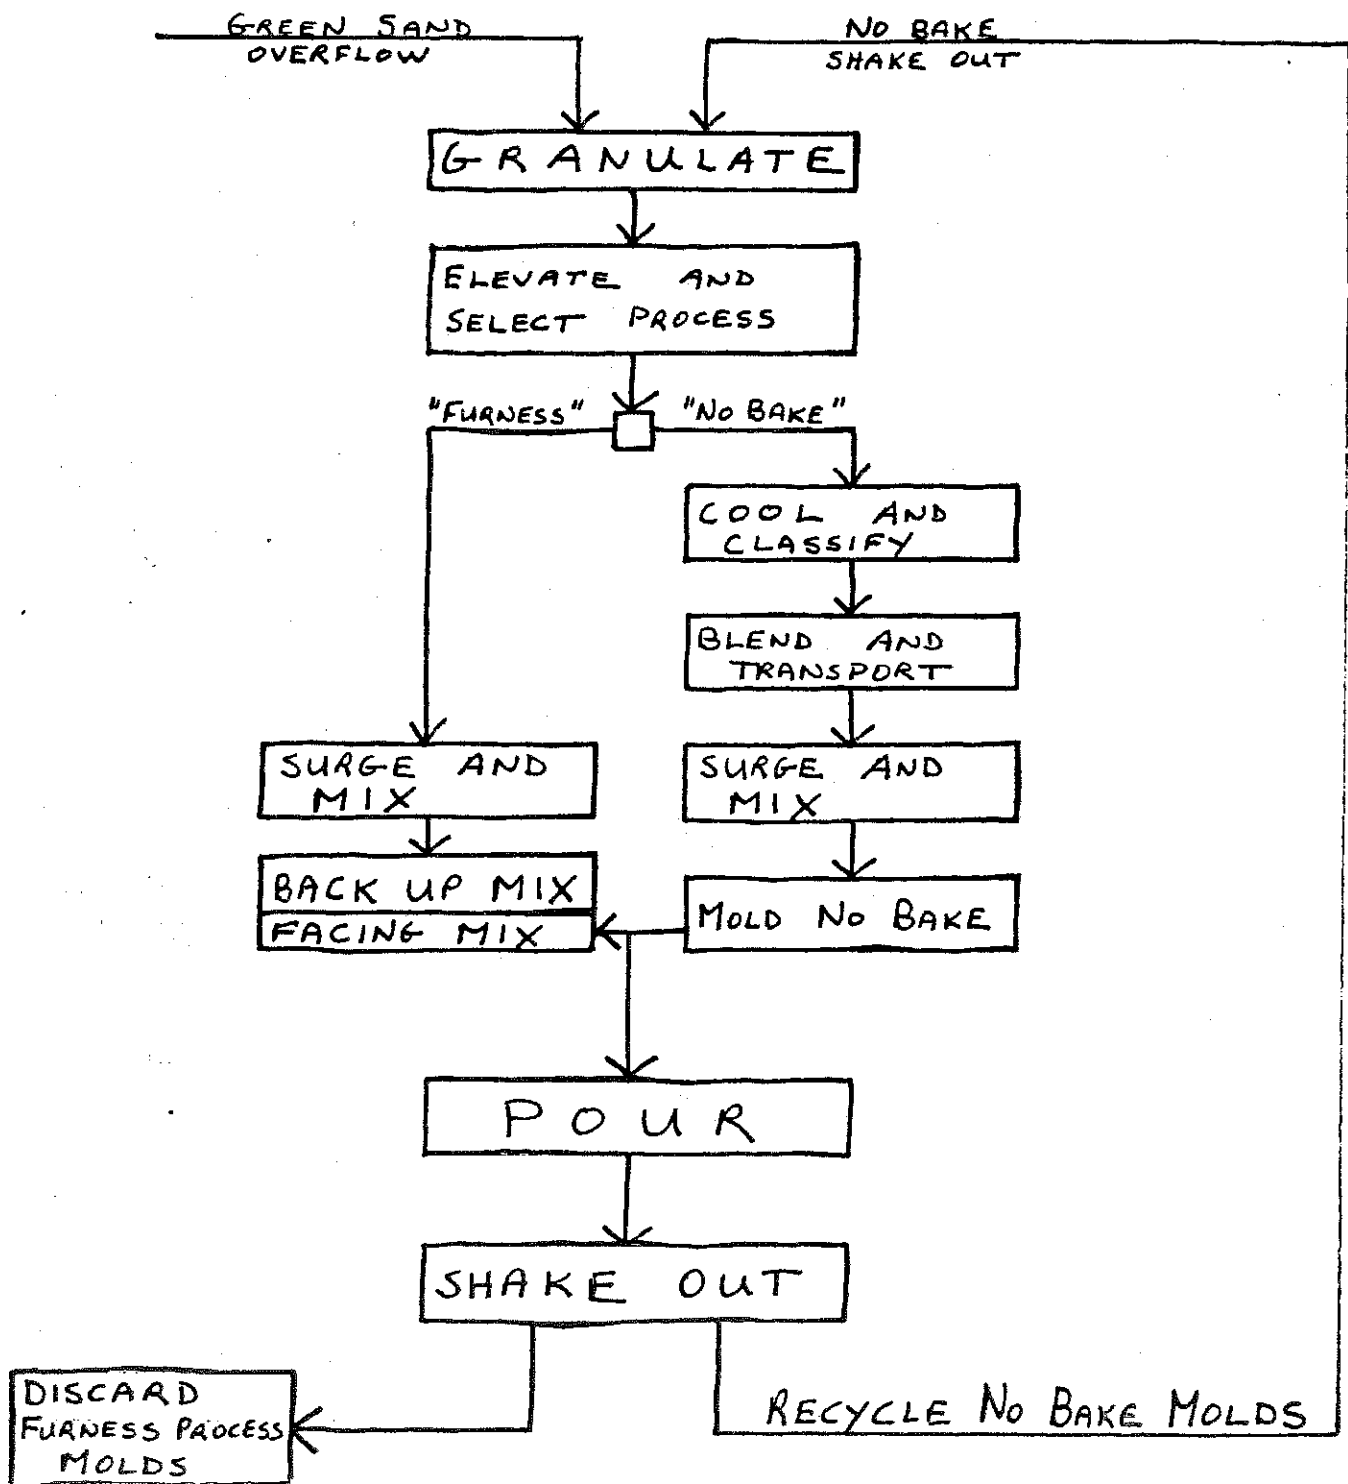 GREEN SAND
OVERFLOW
NO BAKE
SHAKE OUT
GRANULATE
ELEVATE AND
SELECT PROCESS
"FURNESS"
"NO BAKE"
COOL AND
CLASSIFY
BLEND AND
TRANSPORT
SURGE AND
MIX
SURGE AND
MIX
BACK UP MIX
FACING MIX
MOLD NO BAKE
POUR
SHAKE OUT
DISCARD
FURNESS PROCESS
MOLDS
RECYCLE NO BAKE MOLDS